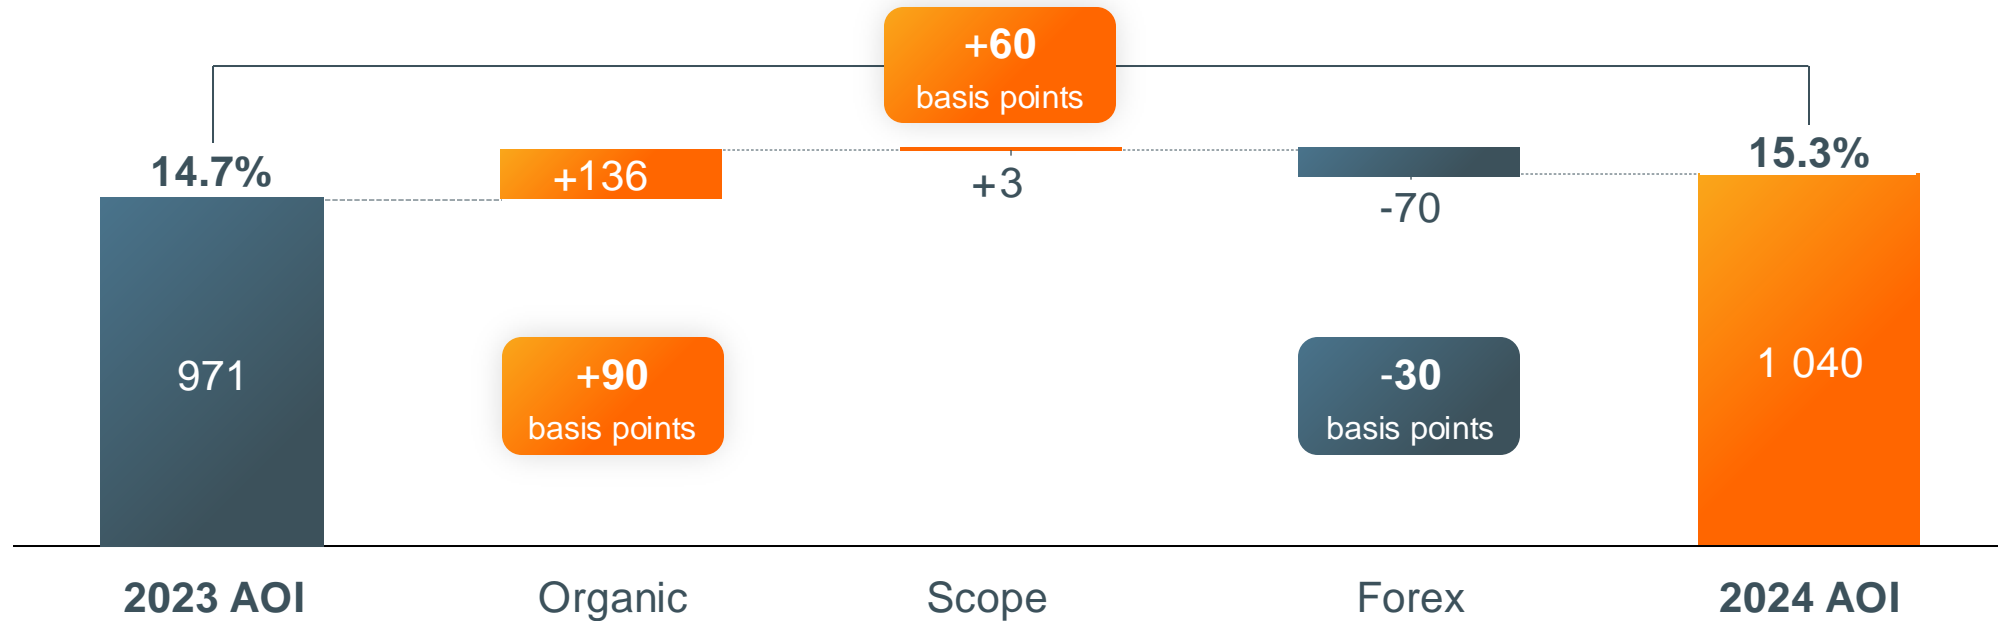 +60
basis points
14.7%
+136
+3
-70
15.3%
971
+90
basis points
-30
basis points
1 040
2023 AOI
Organic
Scope
Forex
2024 AOI